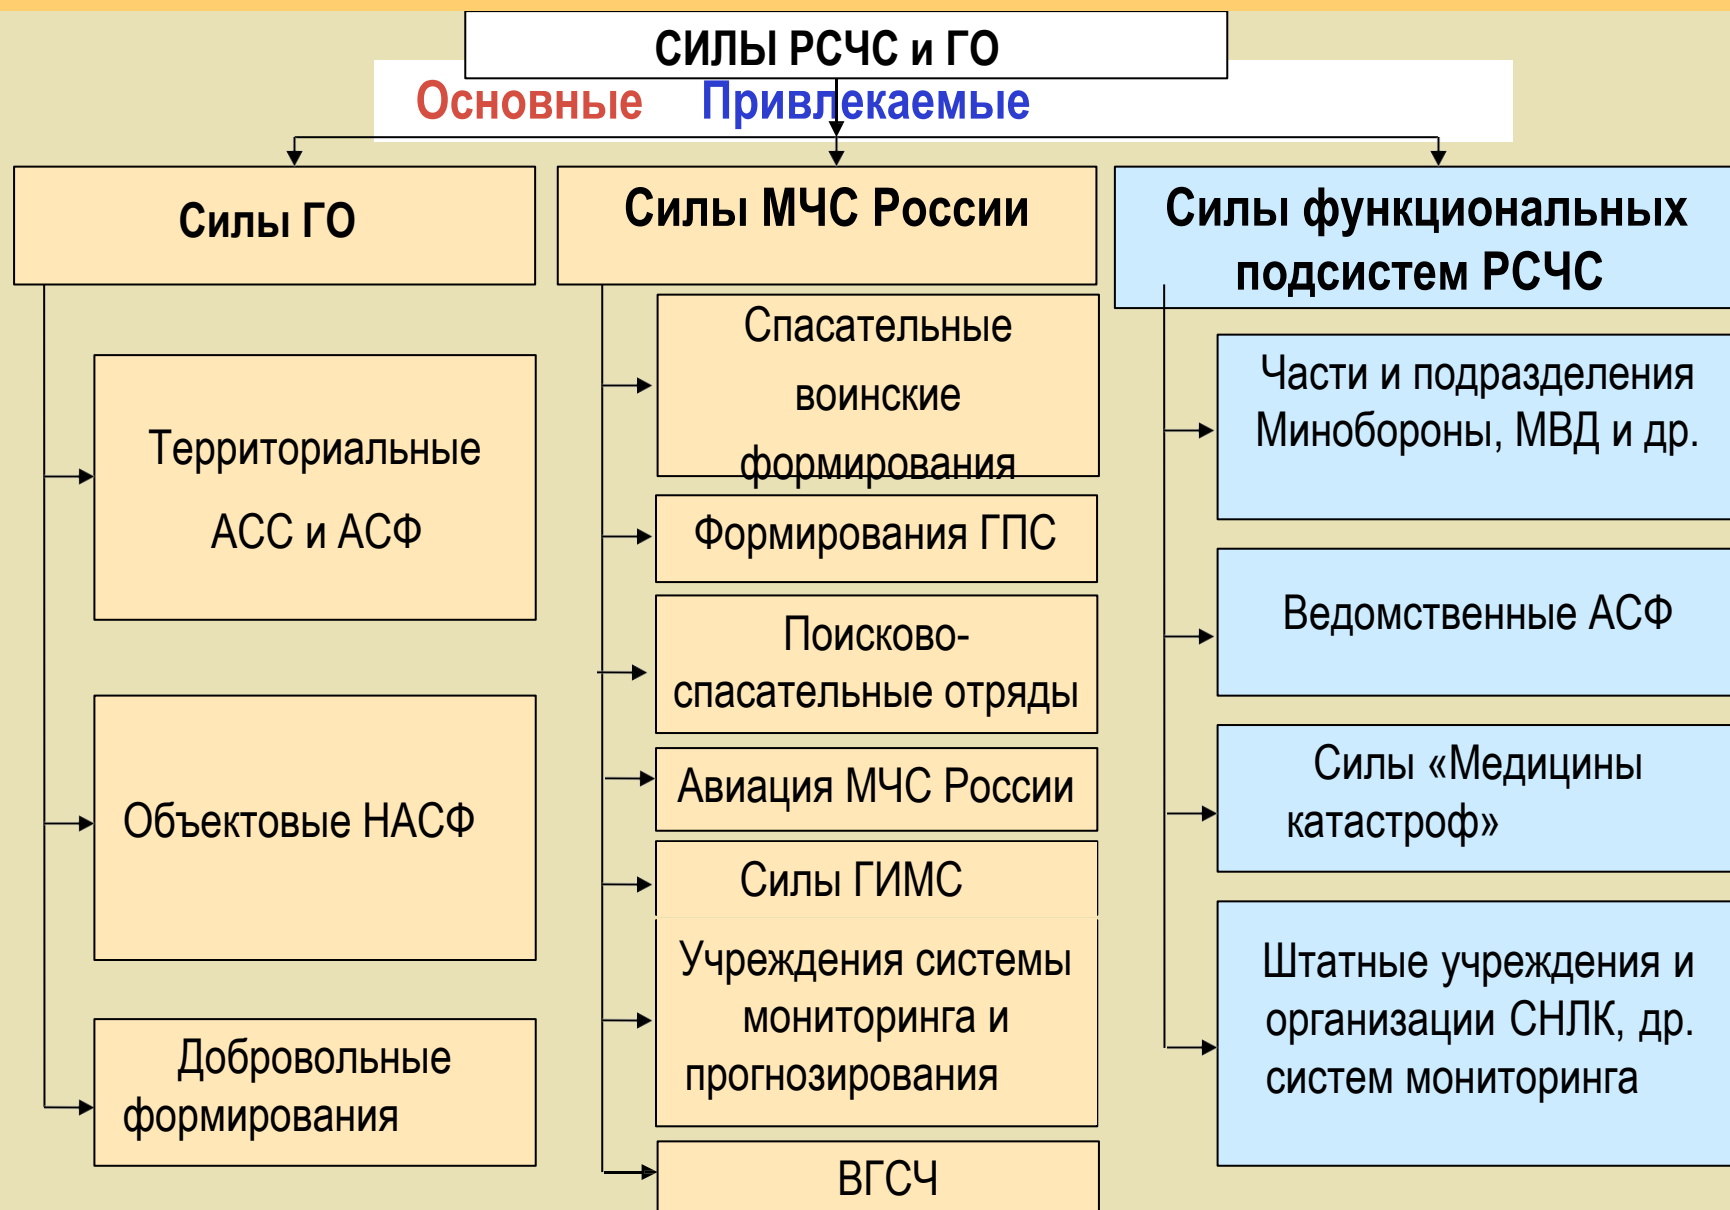 СИЛЫ РСЧС и ГО
Основные Привлекаемые
Силы ГО
Территориальные
АСС и АСФ
Объектовые НАСФ
Добровольные
формирования
Силы МЧС России
Спасательные
воинские
формирования
Формирования ГПС
Поисково-
спасательные отряды
Авиация МЧС России
Силы ГИМС
Учреждения системы
мониторинга и
прогнозирования
ВГСЧ
Силы функциональных
подсистем РСЧС
Части и подразделения
Минобороны, МВД и др.
Ведомственные АСФ
Силы «Медицины
катастроф»
Штатные учреждения и
организации СНЛК, др.
систем мониторинга